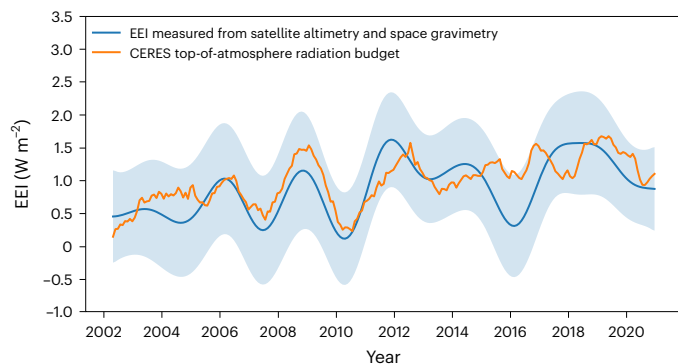 3.5
3.0
2.5
2.0
1.5
1.0
0.5
0
−0.5
−1.0
EEI (W m⁻²)
EEI measured from satellite altimetry and space gravimetry
CERES top-of-atmosphere radiation budget
2002 2004 2006 2008 2010 2012 2014 2016 2018 2020
Year